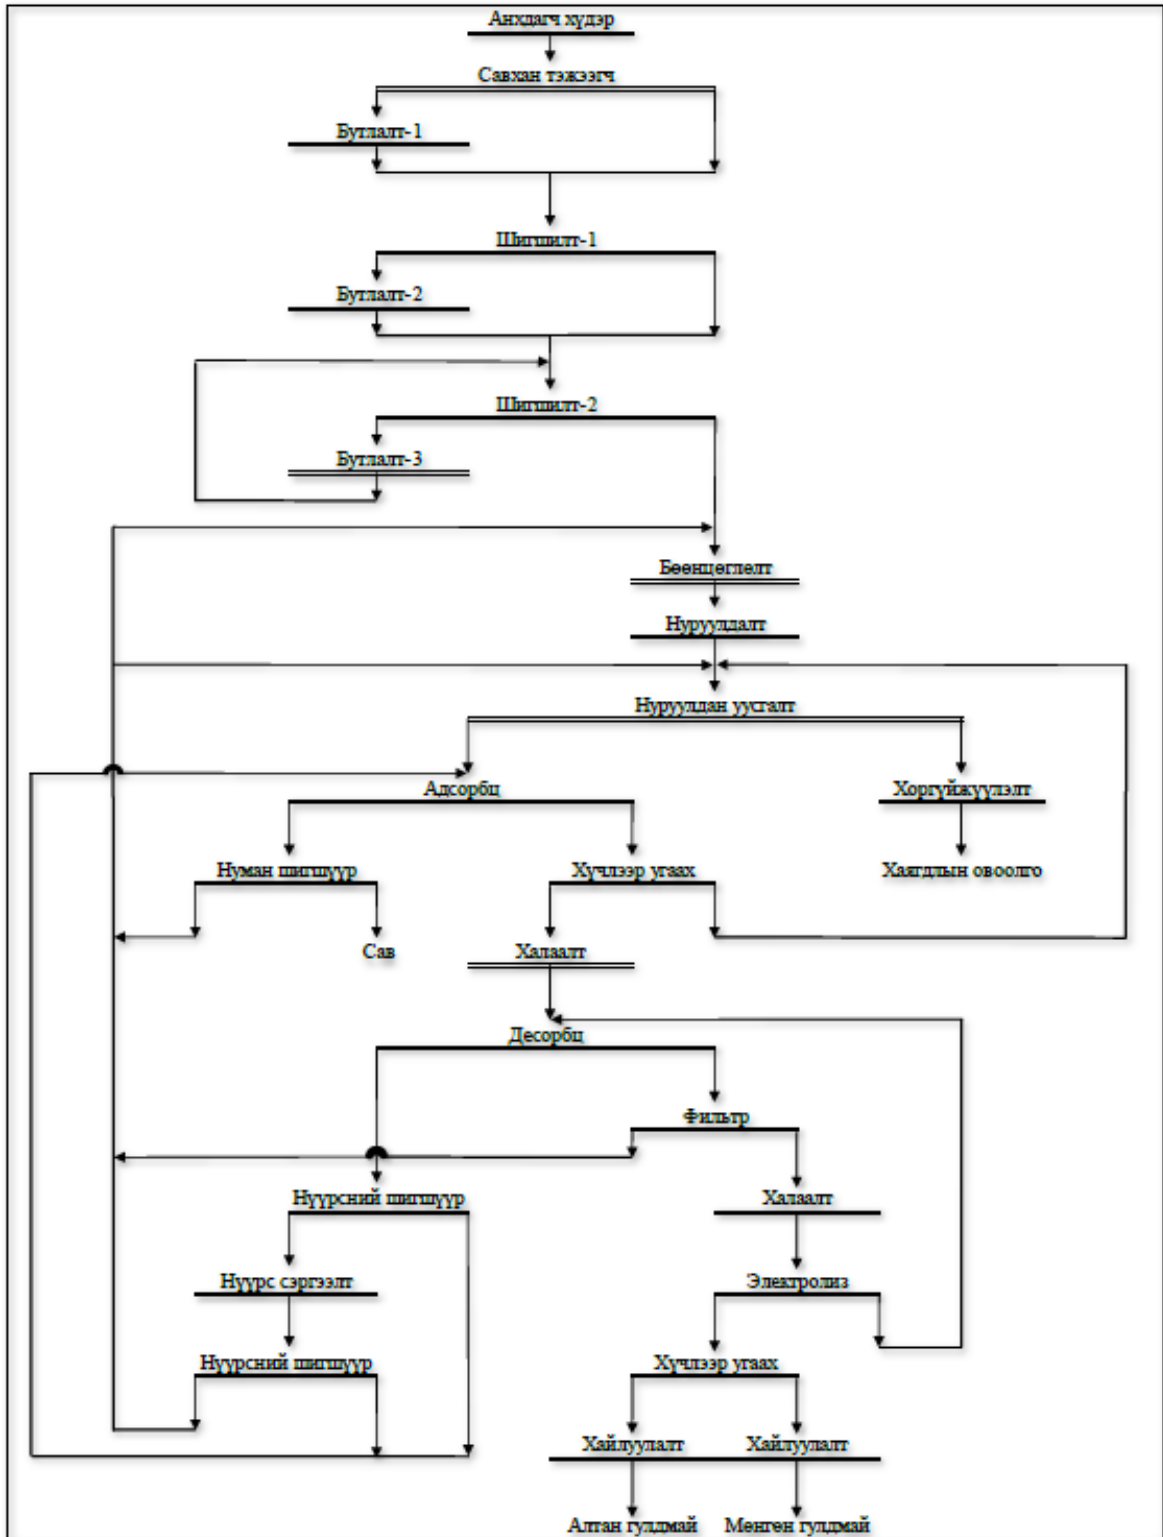 Анхдагч хүдэр
Савхан тэжээгч
Бутлалт-1
Шигшилт-1
Бутлалт-2
Шигшилт-2
Бутлалт-3
Бөөнцөглөлт
Нуруулдалт
Нуруулдан уусгалт
Адсорбц
Хоргүйжүүлэлт
Нуман шигшүүр
Хүчлээр угаах
Хаягдлын овоолго
Сав
Халаалт
Десорбц
Фильтр
Нүүрсний шигшүүр
Халаалт
Нүүрс сэргээлт
Электролиз
Нүүрсний шигшүүр
Хүчлээр угаах
Хайлуулалт
Хайлуулалт
Алтан гулдмай
Мөнгөн гулдмай